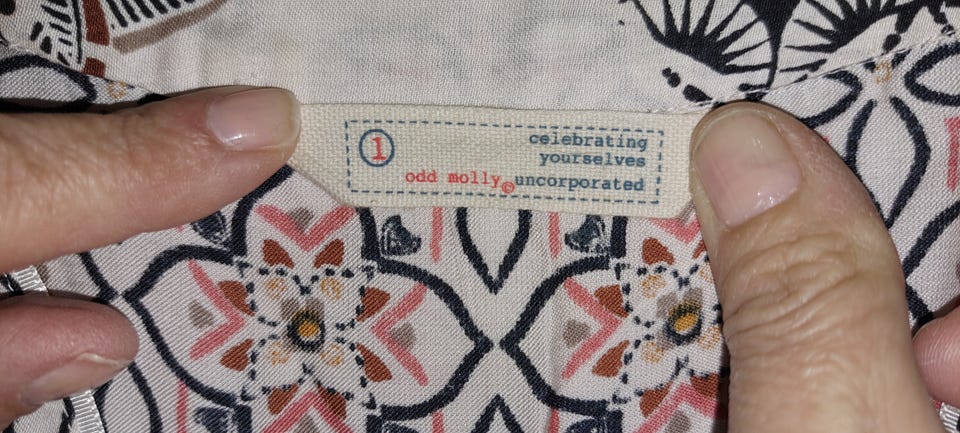 1
celebrating
yourselves
odd molly©uncorporated